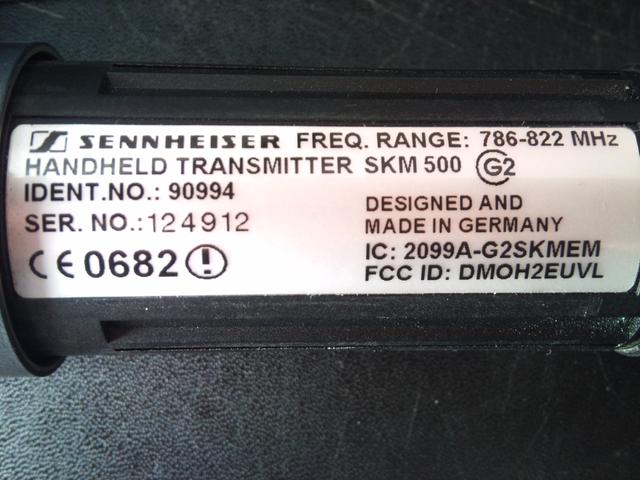 SENNHEISER FREQ. RANGE: 786-822 MHz
HANDHELD TRANSMITTER SKM 500 G2
IDENT.NO.: 90994
SER. NO.: 124912
DESIGNED AND
MADE IN GERMANY
CE 0682
IC: 2099A-G2SKMEM
FCC ID: DMOH2EUVL